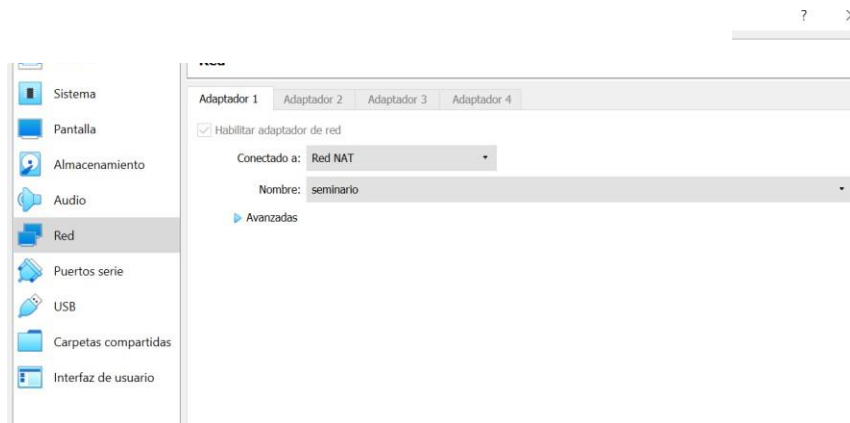 ?
Red
Sistema
Adaptador 1
Adaptador 2
Adaptador 3
Adaptador 4
Pantalla
Habilitar adaptador de red
Conectado a: Red NAT
Almacenamiento
Nombre: seminario
Audio
Avanzadas
Red
Puertos serie
USB
Carpetas compartidas
Interfaz de usuario